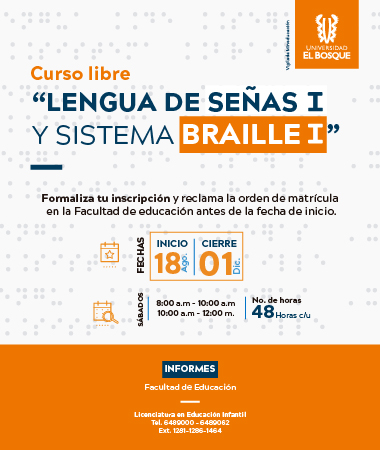 Vigilada Mineducación
UNIVERSIDAD
EL BOSQUE
Curso libre
“LENGUA DE SEÑAS I
Y SISTEMA BRAILLE I”
Formaliza tu inscripción y reclama la orden de matrícula
en la Facultad de educación antes de la fecha de inicio.
FECHAS
INICIO
18 Ago.
CIERRE
01 Dic.
SÁBADOS
8:00 a.m - 10:00 a.m
10:00 a.m - 12:00 m.
No. de horas
48 Horas c/u
INFORMES
Facultad de Educación
Licenciatura en Educación Infantil
Tel. 6489000 - 6489062
Ext. 1281-1286-1464